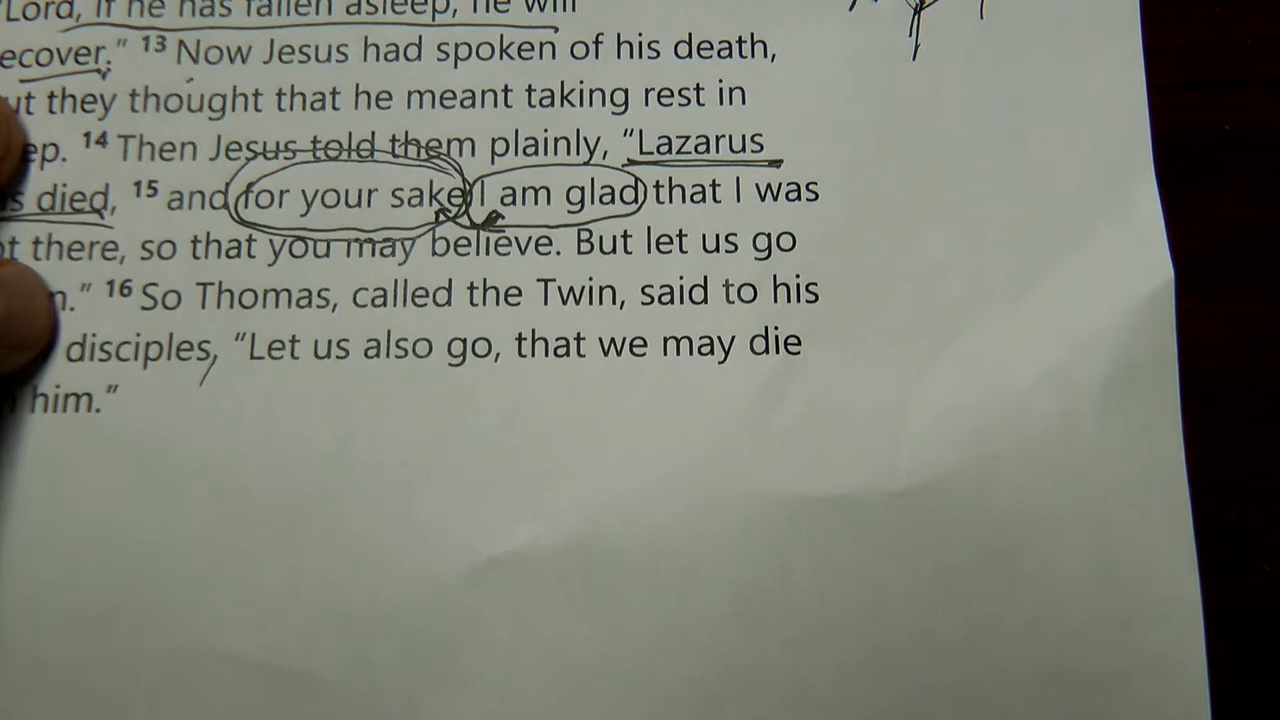 “Lord, if he has fallen asleep, he will
ecover.” 13 Now Jesus had spoken of his death,
ut they thought that he meant taking rest in
ep. 14 Then Jesus told them plainly, “Lazarus
s died, 15 and for your sake I am glad that I was
ot there, so that you may believe. But let us go
.” 16 So Thomas, called the Twin, said to his
disciples, “Let us also go, that we may die
him.”